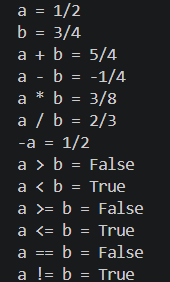 a = 1/2
b = 3/4
a + b = 5/4
a - b = -1/4
a * b = 3/8
a / b = 2/3
-a = 1/2
a > b = False
a < b = True
a >= b = False
a <= b = True
a == b = False
a != b = True